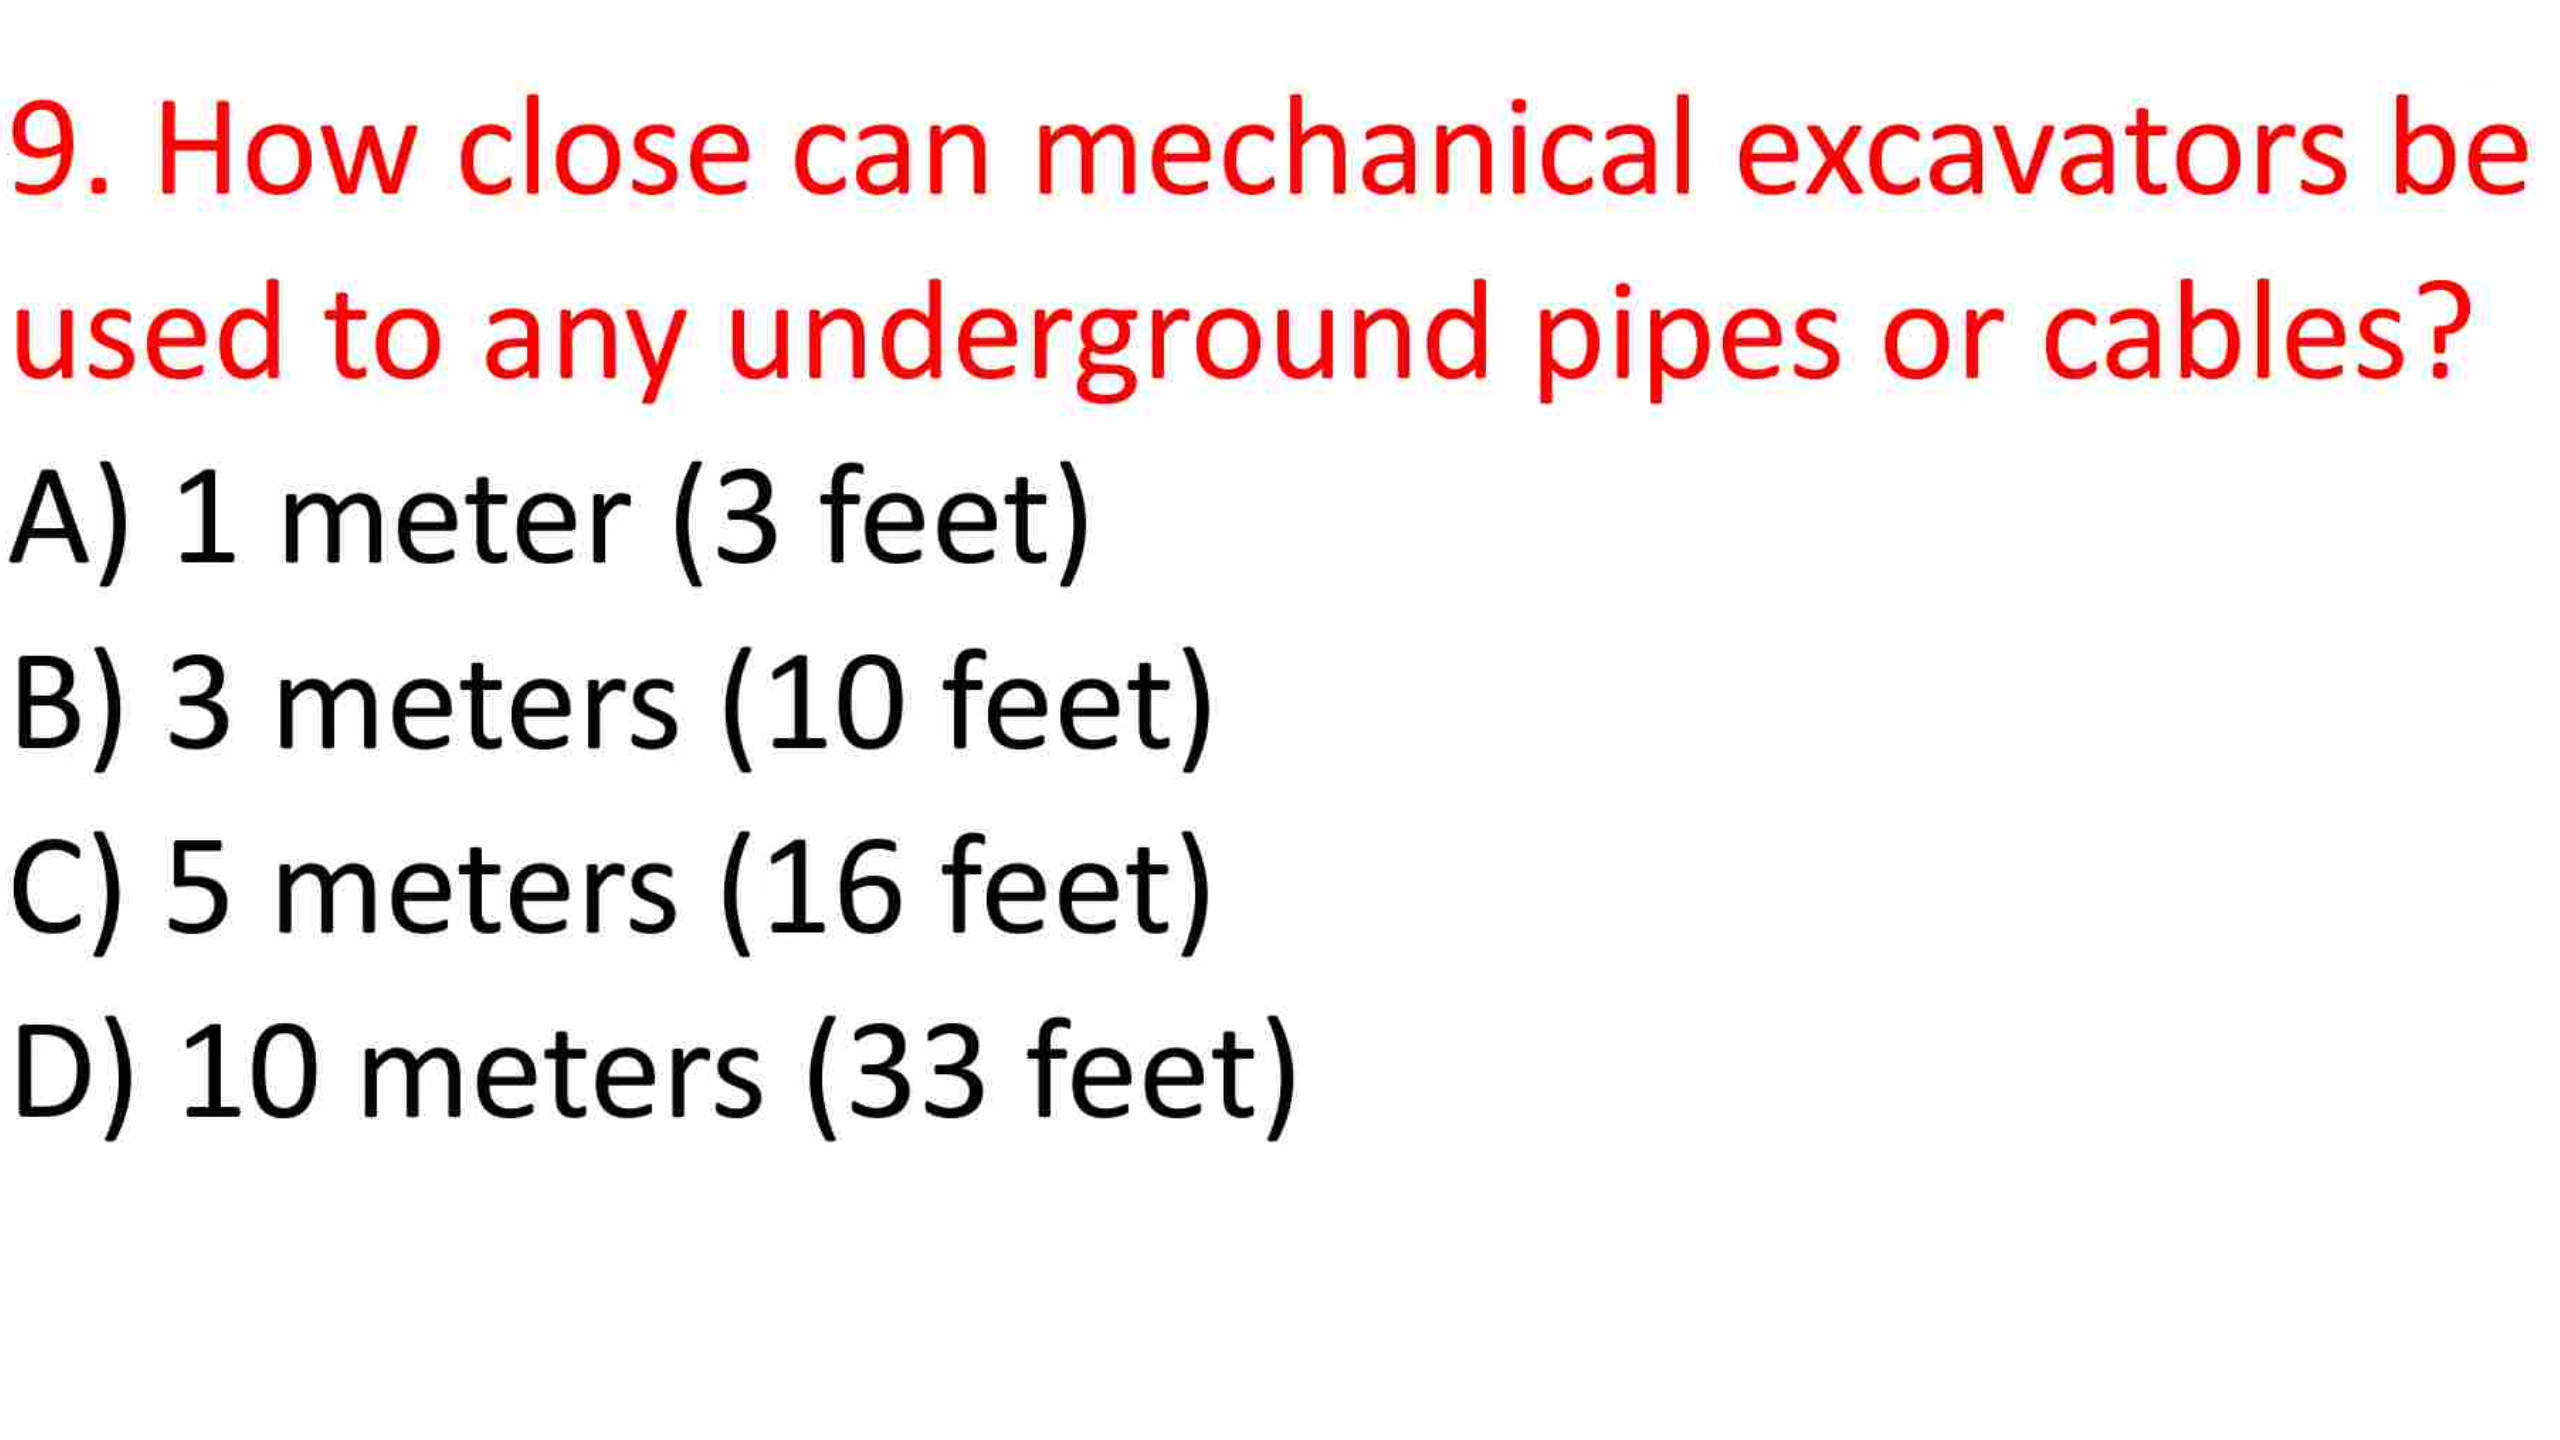 9. How close can mechanical excavators be
used to any underground pipes or cables?
A) 1 meter (3 feet)
B) 3 meters (10 feet)
C) 5 meters (16 feet)
D) 10 meters (33 feet)